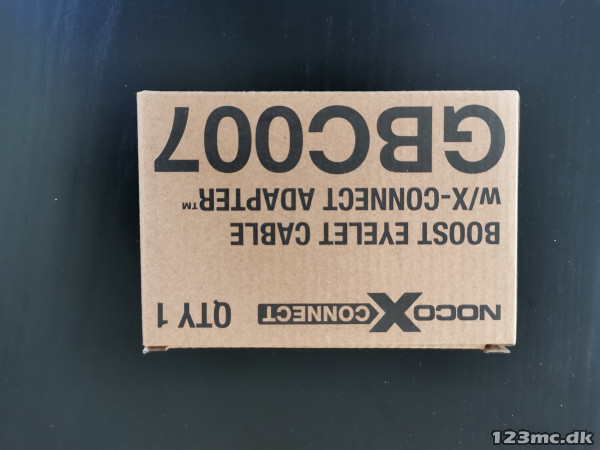 NOCO X CONNECT QTY 1
BOOST EYELET CABLE
W/X-CONNECT ADAPTER™
GBC007
123mc.dk